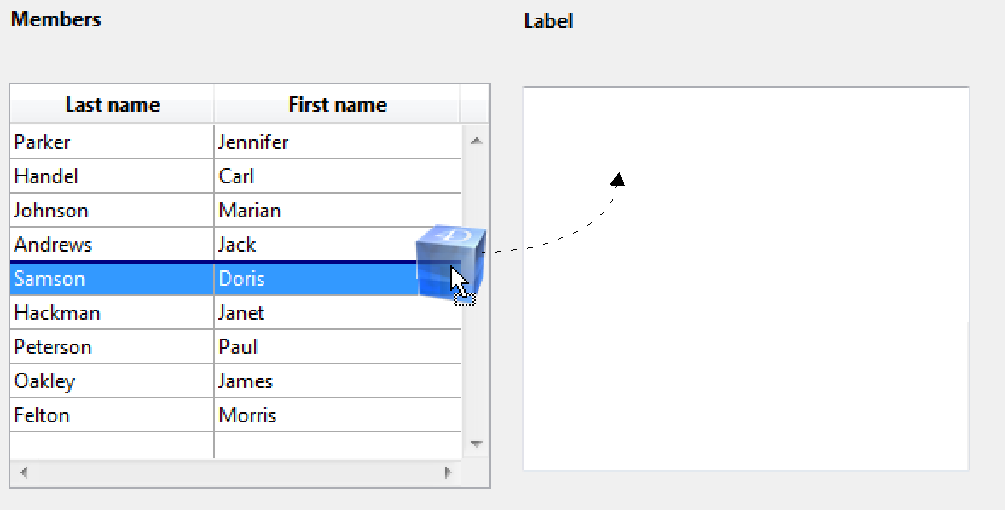 Members
Label
Last name First name
Parker Jennifer
Handel Carl
Johnson Marian
Andrews Jack
4D
Samson Doris
Hackman Janet
Peterson Paul
Oakley James
Felton Morris